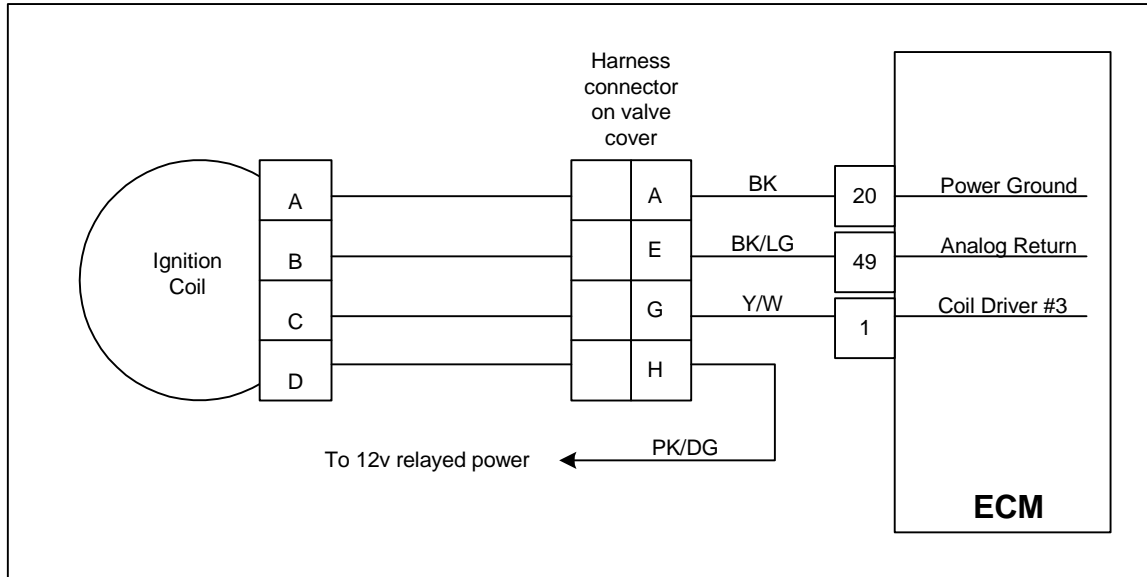 Harness
connector
on valve
cover
A
A
BK
20
Power Ground
Ignition
Coil
B
E
BK/LG
49
Analog Return
C
G
Y/W
1
Coil Driver #3
D
H
To 12v relayed power
PK/DG
ECM